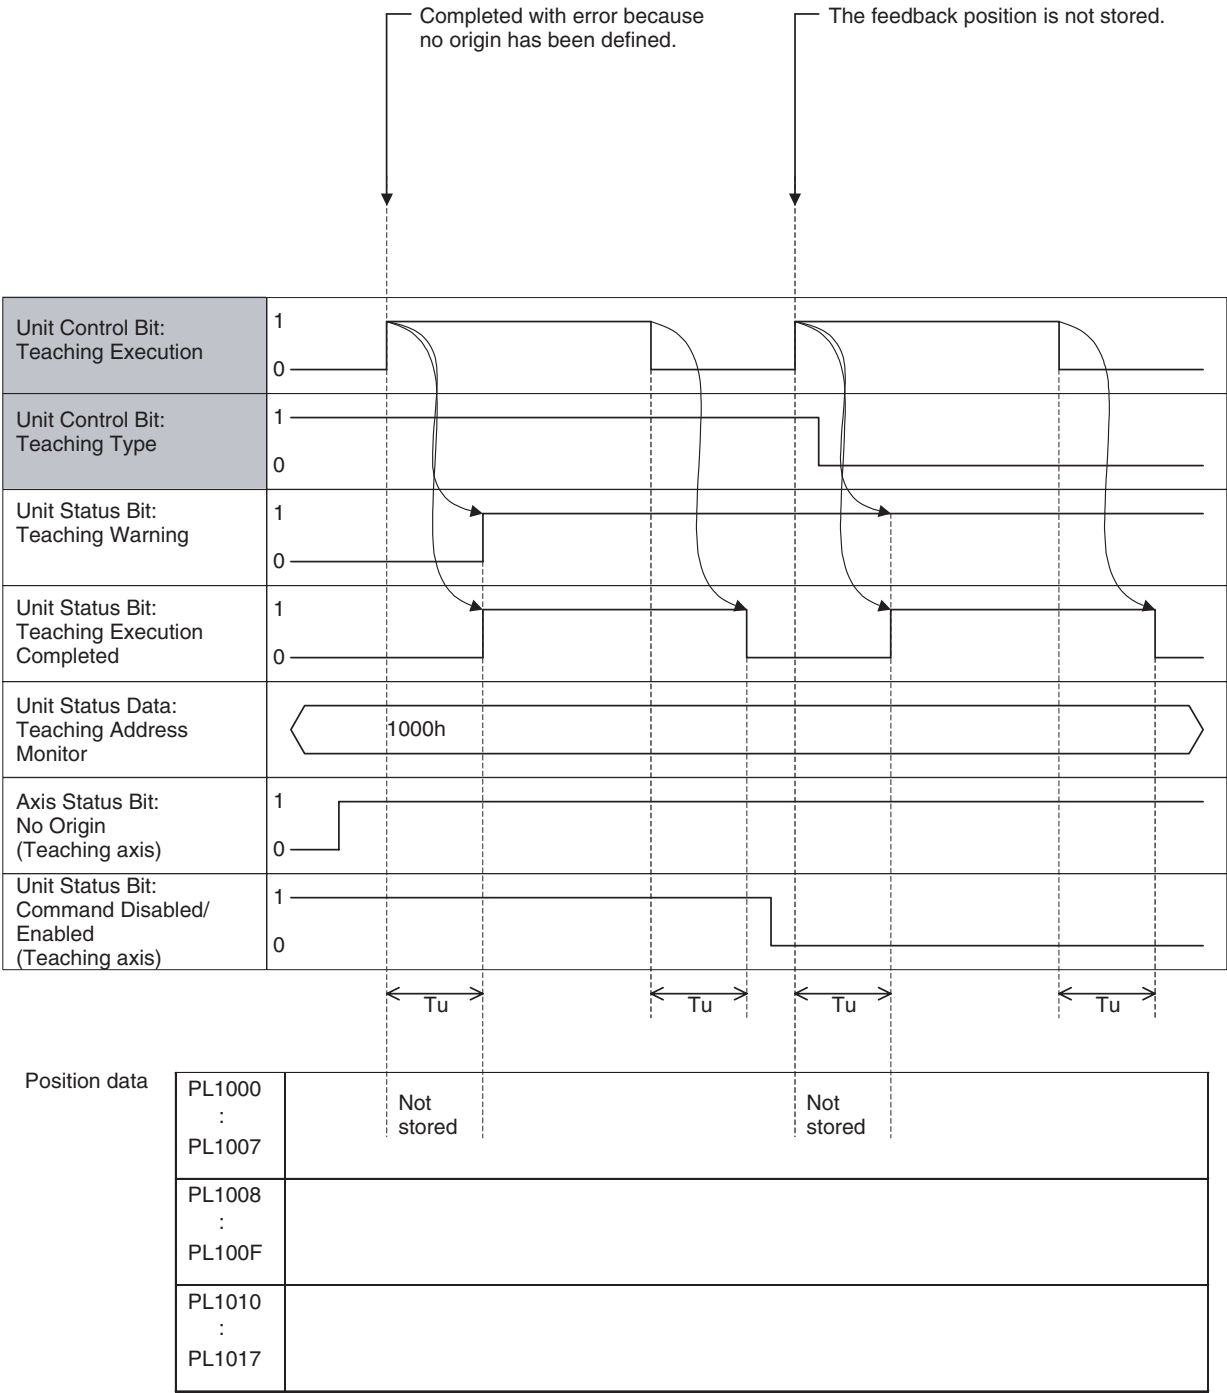 Completed with error because
no origin has been defined.
The feedback position is not stored.
Unit Control Bit:
Teaching Execution
1
0
Unit Control Bit:
Teaching Type
1
0
Unit Status Bit:
Teaching Warning
1
0
Unit Status Bit:
Teaching Execution
Completed
1
0
Unit Status Data:
Teaching Address
Monitor
1000h
Axis Status Bit:
No Origin
(Teaching axis)
1
0
Unit Status Bit:
Command Disabled/
Enabled
(Teaching axis)
1
0
Tu
Tu
Tu
Tu
Position data
PL1000
:
PL1007
Not
stored
Not
stored
PL1008
:
PL100F
PL1010
:
PL1017